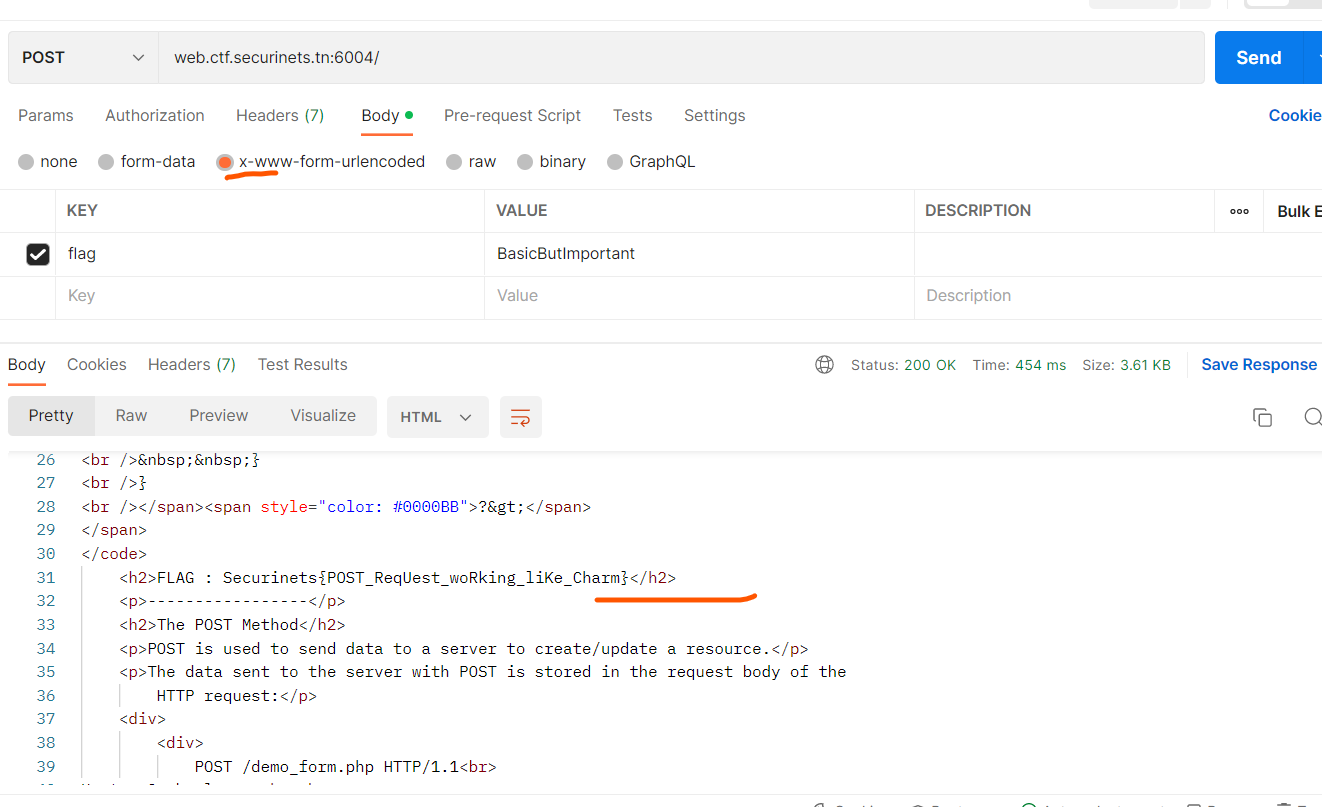 POST web.ctf.securinets.tn:6004/ Send
Params Authorization Headers (7) Body Pre-request Script Tests Settings Cookie
none form-data x-www-form-urlencoded raw binary GraphQL
KEY VALUE DESCRIPTION ooo Bulk E
flag BasicButImportant
Key Value Description
Body Cookies Headers (7) Test Results Status: 200 OK Time: 454 ms Size: 3.61 KB Save Response
Pretty Raw Preview Visualize HTML
26 <br />&nbsp;&nbsp;}
27 <br />}
28 <br /></span><span style="color: #0000BB">?&gt;</span>
29 </span>
30 </code>
31 <h2>FLAG : Securinets{POST_ReqUest_woRking_liKe_Charm}</h2>
32 <p>-----------------</p>
33 <h2>The POST Method</h2>
34 <p>POST is used to send data to a server to create/update a resource.</p>
35 <p>The data sent to the server with POST is stored in the request body of the
36 HTTP request:</p>
37 <div>
38 <div>
39 POST /demo_form.php HTTP/1.1<br>